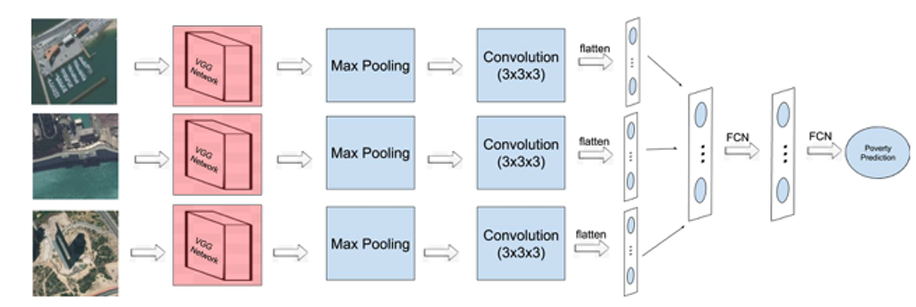 VGG
Network
Max Pooling
Convolution
(3x3x3)
flatten
VGG
Network
Max Pooling
Convolution
(3x3x3)
flatten
FCN
FCN
Poverty
Prediction
VGG
Network
Max Pooling
Convolution
(3x3x3)
flatten